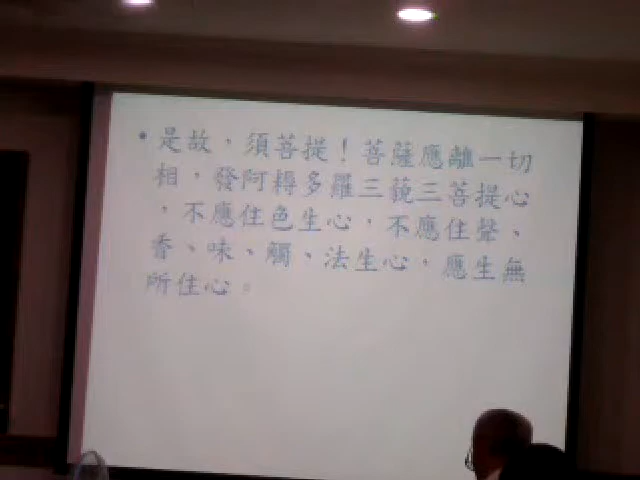 •是故，須菩提！菩薩應離一切
相，發阿耨多羅三藐三菩提心
，不應住色生心，不應住聲、
香、味、觸、法生心，應生無
所住心。